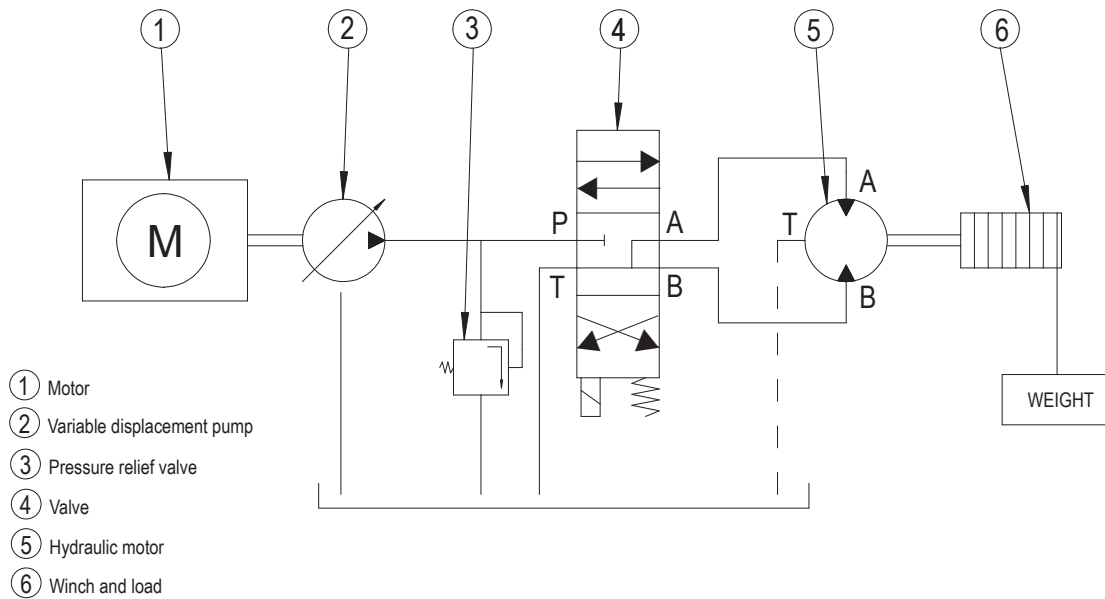 1 2 3 4 5 6
M
P A
T B
T A
B
WEIGHT
1 Motor
2 Variable displacement pump
3 Pressure relief valve
4 Valve
5 Hydraulic motor
6 Winch and load